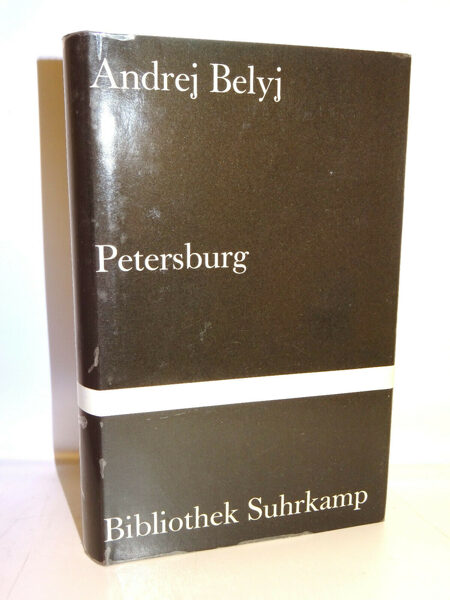 Andrej Belyj
Petersburg
Bibliothek Suhrkamp